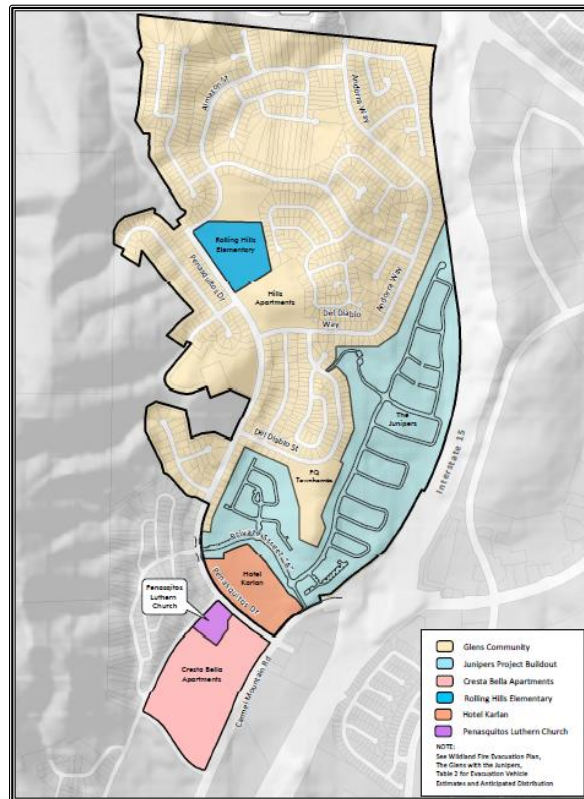 Almazon St
Andorra Way
Rolling Hills
Elementary
Penasquitos Dr
Hills
Apartments
Andorra Way
Del Diablo
Way
The
Junipers
Interstate 15
Del Diablo St
PQ
Townhomes
Private Street "A"
Hotel
Karlan
Penasquitos Dr
Penasqitos
Luthern
Church
Cresta Bella
Apartments
Carmel Mountain Rd
Glens Community
Junipers Project Buildout
Cresta Bella Apartments
Rolling Hills Elementary
Hotel Karlan
Penasquitos Luthern Church
NOTE:
See Wildland Fire Evacuation Plan,
The Glens with the Junipers,
Table 2 for Evacuation Vehicle
Estimates and Anticipated Distribution